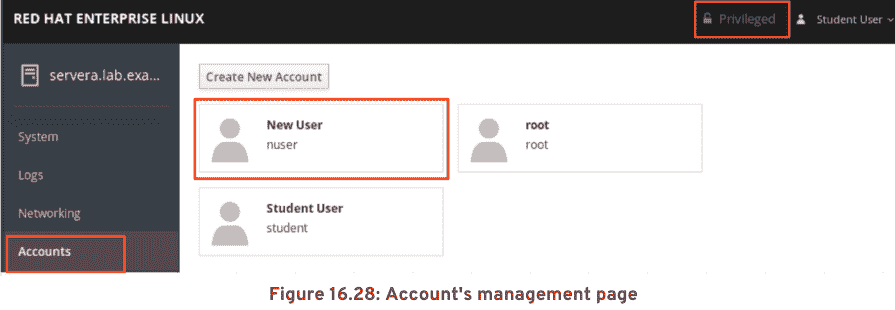 RED HAT ENTERPRISE LINUX
Privileged
Student User
servera.lab.exa...
Create New Account
New User
nuser
root
root
System
Logs
Networking
Student User
student
Accounts
Figure 16.28: Account's management page